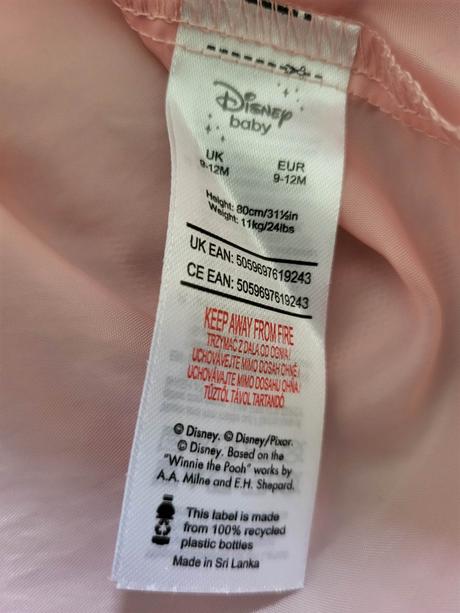 Disney
baby
UK EUR
9-12M 9-12M
Height: 80cm/31½in
Weight: 11kg/24lbs
UK EAN: 5059697619243
CE EAN: 5059697619243
KEEP AWAY FROM FIRE
TRZYMAĆ Z DALA OD OGNIA /
UCHOVÁVEJTE MIMO DOSAH OHNĚ /
UCHOVÁVAJTE MIMO DOSAHU OHŇA /
TŰZTŐL TÁVOL TARTANDÓ
© Disney. © Disney/Pixar.
© Disney. Based on the
"Winnie the Pooh" works by
A.A. Milne and E.H. Shepard.
This label is made
from 100% recycled
plastic bottles
Made in Sri Lanka